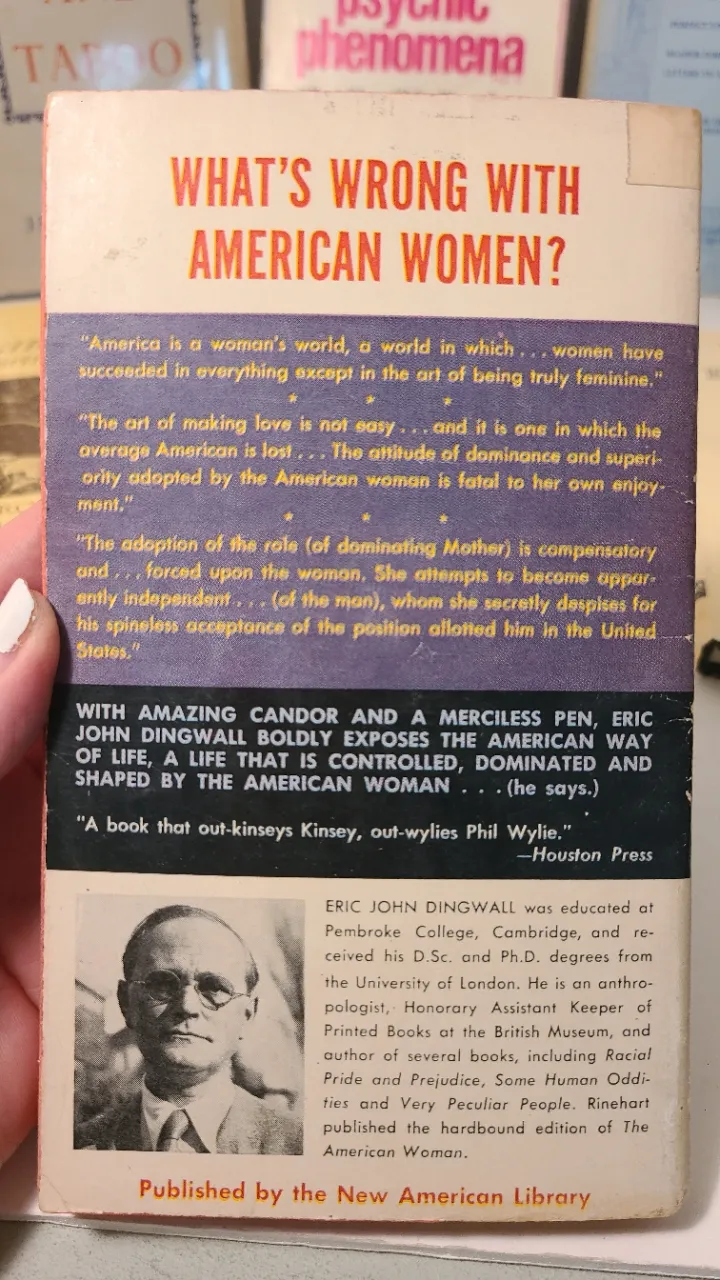 TABOO
psychic
phenomena
WHAT'S WRONG WITH
AMERICAN WOMEN?
"America is a woman's world, a world in which . . . women have
succeeded in everything except in the art of being truly feminine."
* * *
"The art of making love is not easy . . . and it is one in which the
average American is lost . . . The attitude of dominance and superi-
ority adopted by the American woman is fatal to her own enjoy-
ment."
* * *
"The adoption of the role (of dominating Mother) is compensatory
and . . . forced upon the woman. She attempts to become appar-
ently independent . . . (of the man), whom she secretly despises for
his spineless acceptance of the position allotted him in the United
States."
WITH AMAZING CANDOR AND A MERCILESS PEN, ERIC
JOHN DINGWALL BOLDLY EXPOSES THE AMERICAN WAY
OF LIFE, A LIFE THAT IS CONTROLLED, DOMINATED AND
SHAPED BY THE AMERICAN WOMAN . . . (he says.)
"A book that out-kinseys Kinsey, out-wylies Phil Wylie."
—Houston Press
ERIC JOHN DINGWALL was educated at
Pembroke College, Cambridge, and re-
ceived his D.Sc. and Ph.D. degrees from
the University of London. He is an anthro-
pologist, Honorary Assistant Keeper of
Printed Books at the British Museum, and
author of several books, including Racial
Pride and Prejudice, Some Human Oddi-
ties and Very Peculiar People. Rinehart
published the hardbound edition of The
American Woman.
Published by the New American Library